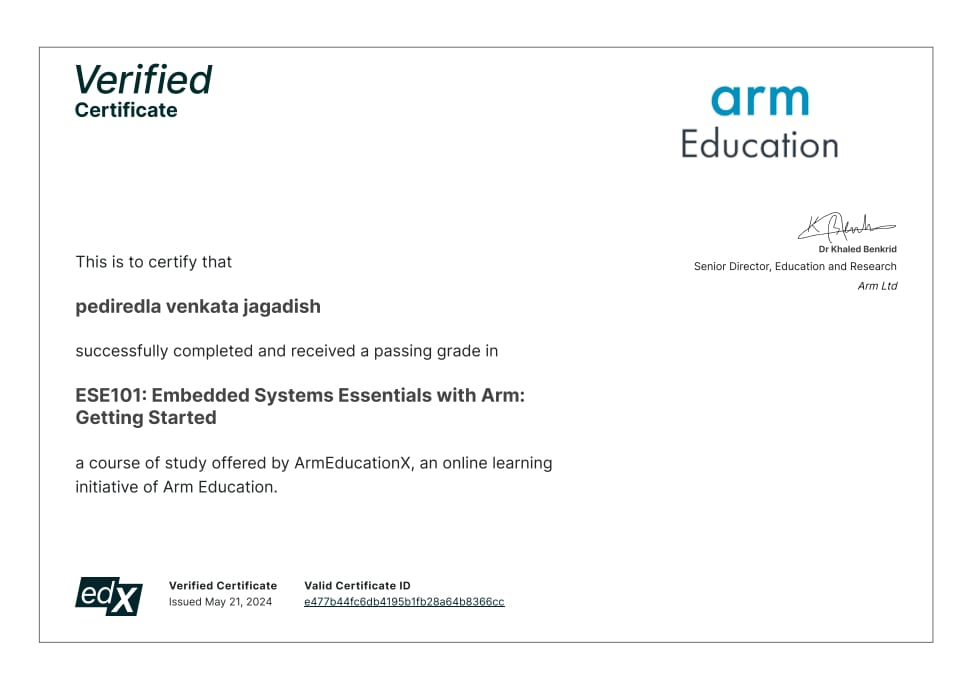 Verified
Certificate
arm
Education
K Benk
Dr Khaled Benkrid
Senior Director, Education and Research
Arm Ltd
This is to certify that
pediredla venkata jagadish
successfully completed and received a passing grade in
ESE101: Embedded Systems Essentials with Arm:
Getting Started
a course of study offered by ArmEducationX, an online learning
initiative of Arm Education.
edX
Verified Certificate
Issued May 21, 2024
Valid Certificate ID
e477b44fc6db4195b1fb28a64b8366cc